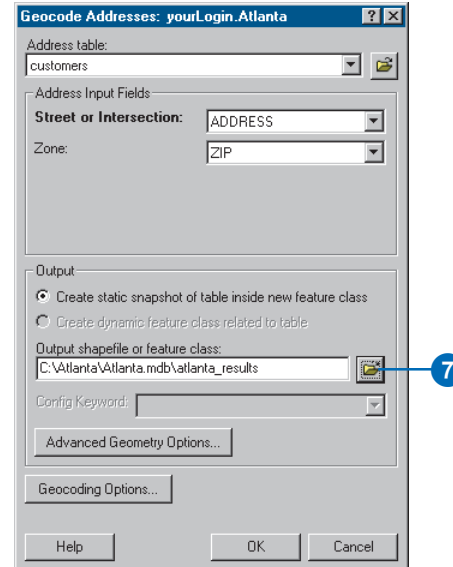 Geocode Addresses: yourLogin.Atlanta
Address table:
customers
Address Input Fields
Street or Intersection: ADDRESS
Zone: ZIP
Output
Create static snapshot of table inside new feature class
Create dynamic feature class related to table
Output shapefile or feature class:
C:\Atlanta\Atlanta.mdb\atlanta_results
7
Config Keyword:
Advanced Geometry Options...
Geocoding Options...
Help OK Cancel